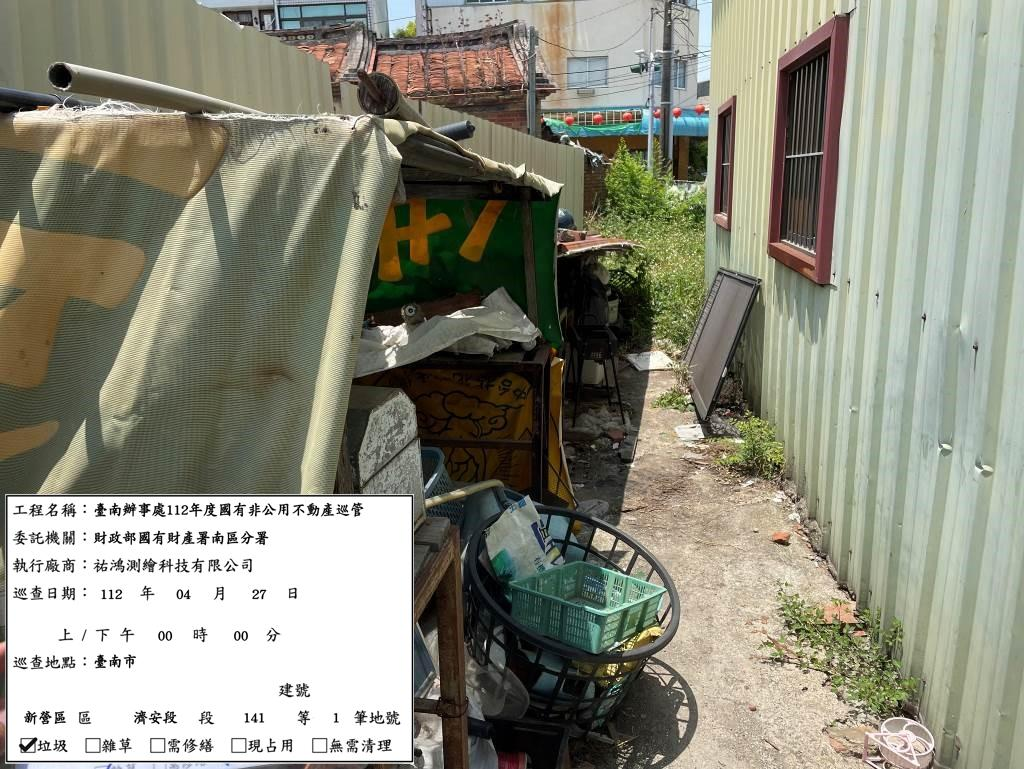 工程名稱：臺南辦事處112年度國有非公用不動產巡管
委託機關：財政部國有財產署南區分署
執行廠商：祐鴻測繪科技有限公司
巡查日期： 112 年 04 月 27 日
上 / 下 午 00 時 00 分
巡查地點：臺南市
建號
新營區 區 濟安段 段 141 等 1 筆地號
☑垃圾 ☐雜草 ☐需修繕 ☐現占用 ☐無需清理